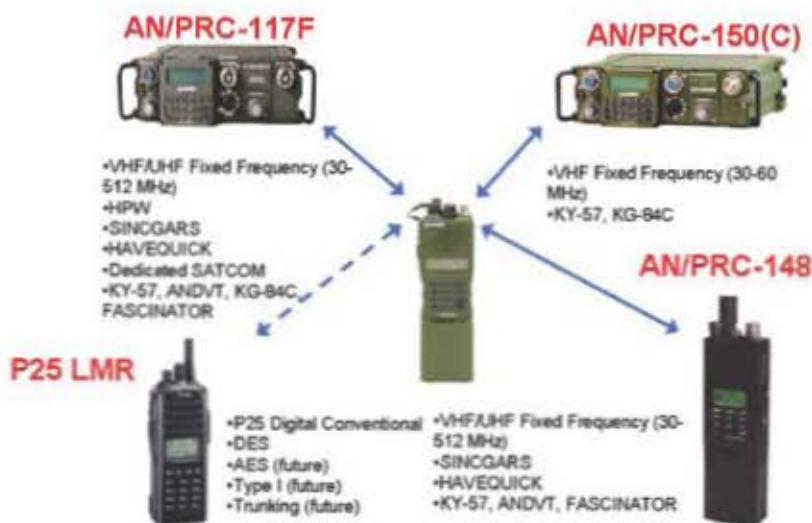 AN/PRC-117F
•VHF/UHF Fixed Frequency (30-
512 MHz)
•HPW
•SINCGARS
•HAVEQUICK
•Dedicated SATCOM
•KY-57, ANDVT, KG-84C,
FASCINATOR
AN/PRC-150(C)
•VHF Fixed Frequency (30-60
MHz)
•KY-57, KG-84C
P25 LMR
•P25 Digital Conventional
•DES
•AES (future)
•Type I (future)
•Trunking (future)
AN/PRC-148
•VHF/UHF Fixed Frequency (30-
512 MHz)
•SINCGARS
•HAVEQUICK
•KY-57, ANDVT, FASCINATOR